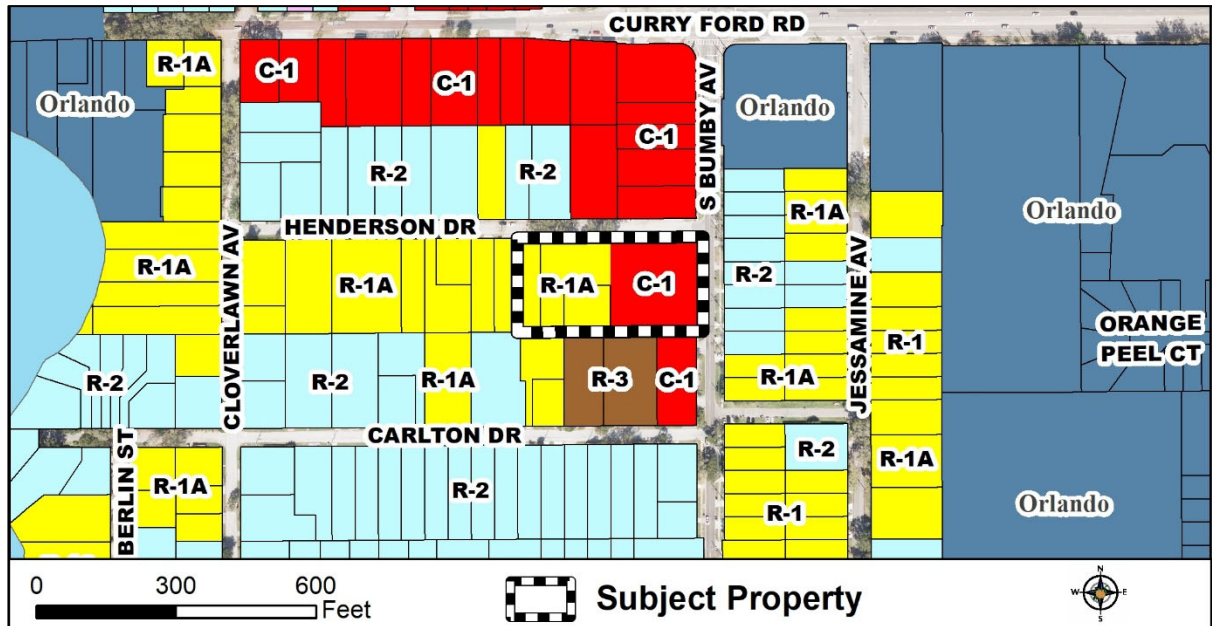 CURRY FORD RD
R-1A
C-1
C-1
Orlando
Orlando
C-1
S BUMBY AV
R-2
R-2
R-1A
Orlando
HENDERSON DR
CLOVERLAWN AV
R-1A
R-1A
R-1A
C-1
R-2
JESSAMINE AV
R-1
ORANGE
PEEL CT
R-2
R-2
R-1A
R-3
C-1
R-1A
CARLTON DR
BERLIN ST
R-1A
R-2
R-2
R-1A
R-1
Orlando
0 300 600
Feet
Subject Property
N
W E
S